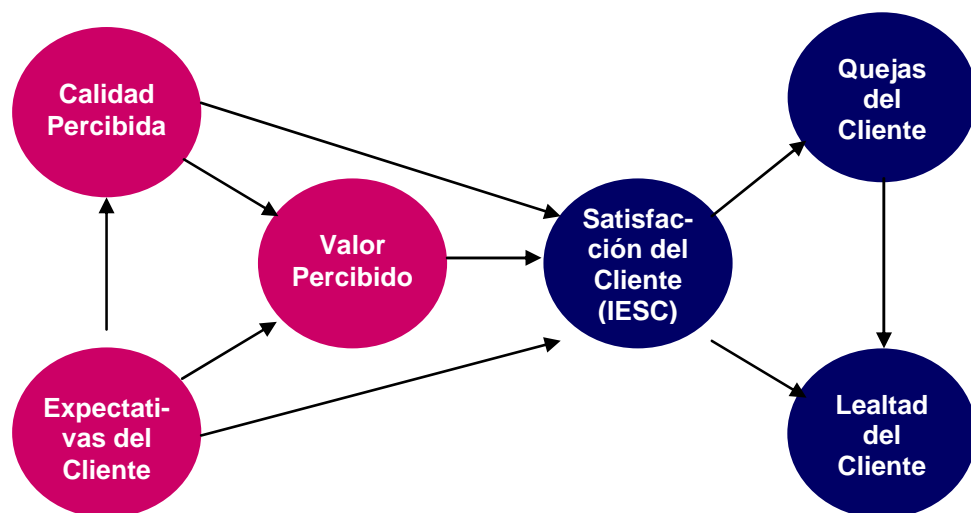 Calidad
Percibida
Quejas
del
Cliente
Valor
Percibido
Satisfac-
ción del
Cliente
(IESC)
Expectati-
vas del
Cliente
Lealtad
del
Cliente